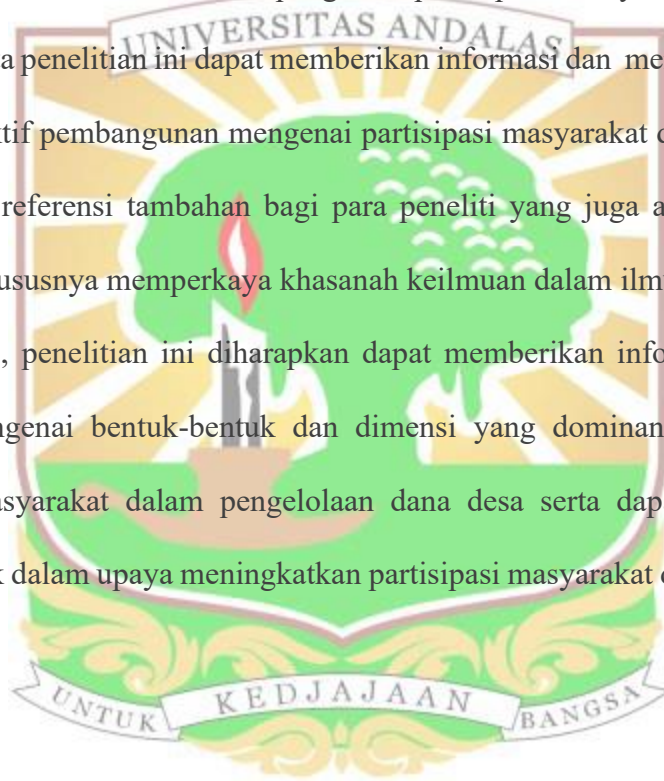 UNIVERSITAS ANDALAS
a penelitian ini dapat memberikan informasi dan me
tif pembangunan mengenai partisipasi masyarakat d
referensi tambahan bagi para peneliti yang juga a
ususnya memperkaya khasanah keilmuan dalam ilm
, penelitian ini diharapkan dapat memberikan info
ngenai bentuk-bentuk dan dimensi yang dominan
asyarakat dalam pengelolaan dana desa serta dap
k dalam upaya meningkatkan partisipasi masyarakat d
UNTUK KEDJAJAAN BANGSA